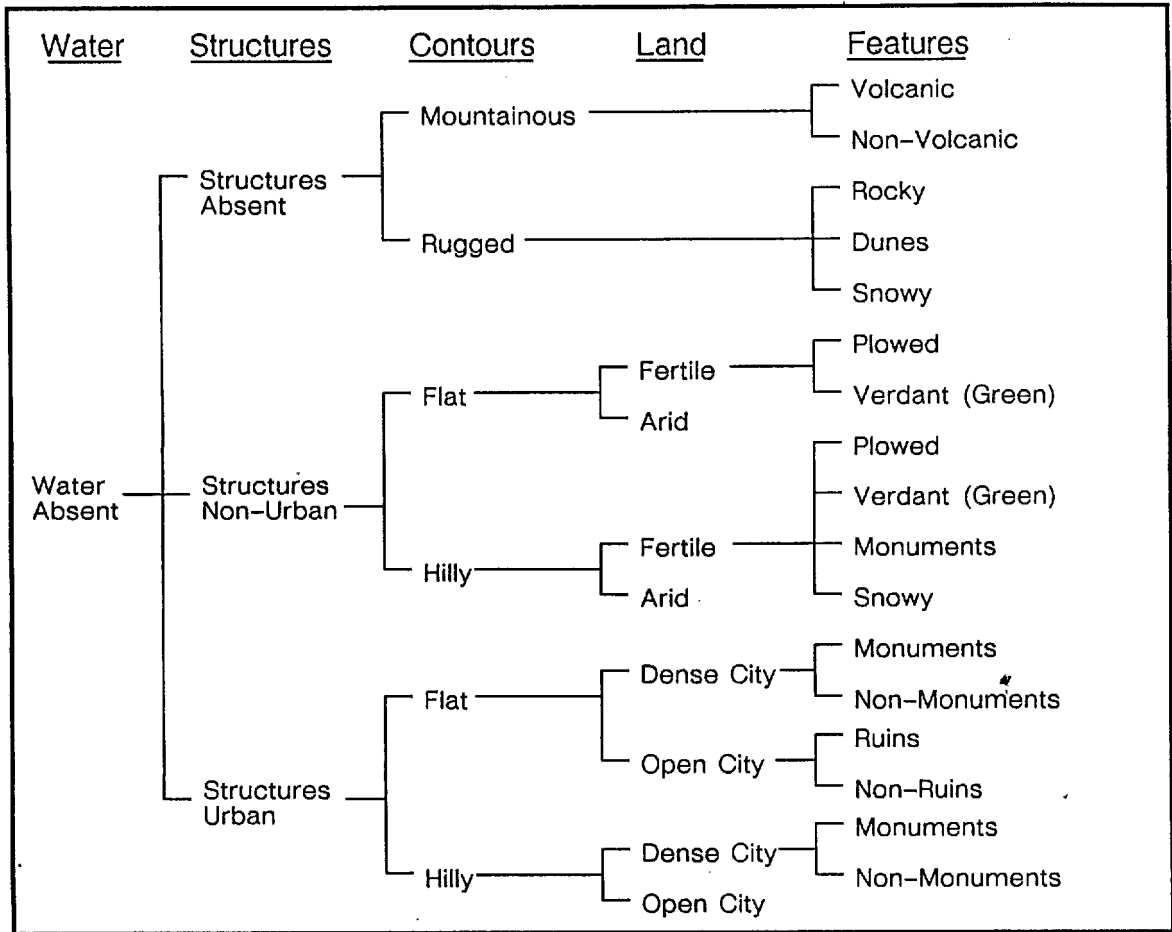 Water Structures Contours Land Features
Volcanic
Mountainous
Non-Volcanic
Structures
Absent
Rocky
Rugged
Dunes
Snowy
Plowed
Fertile
Flat
Verdant (Green)
Arid
Plowed
Water
Absent
Structures
Non-Urban
Verdant (Green)
Fertile
Monuments
Hilly
Arid
Snowy
Monuments
Dense City
Flat
Non-Monuments
Ruins
Open City
Structures
Urban
Non-Ruins
Monuments
Dense City
Hilly
Non-Monuments
Open City